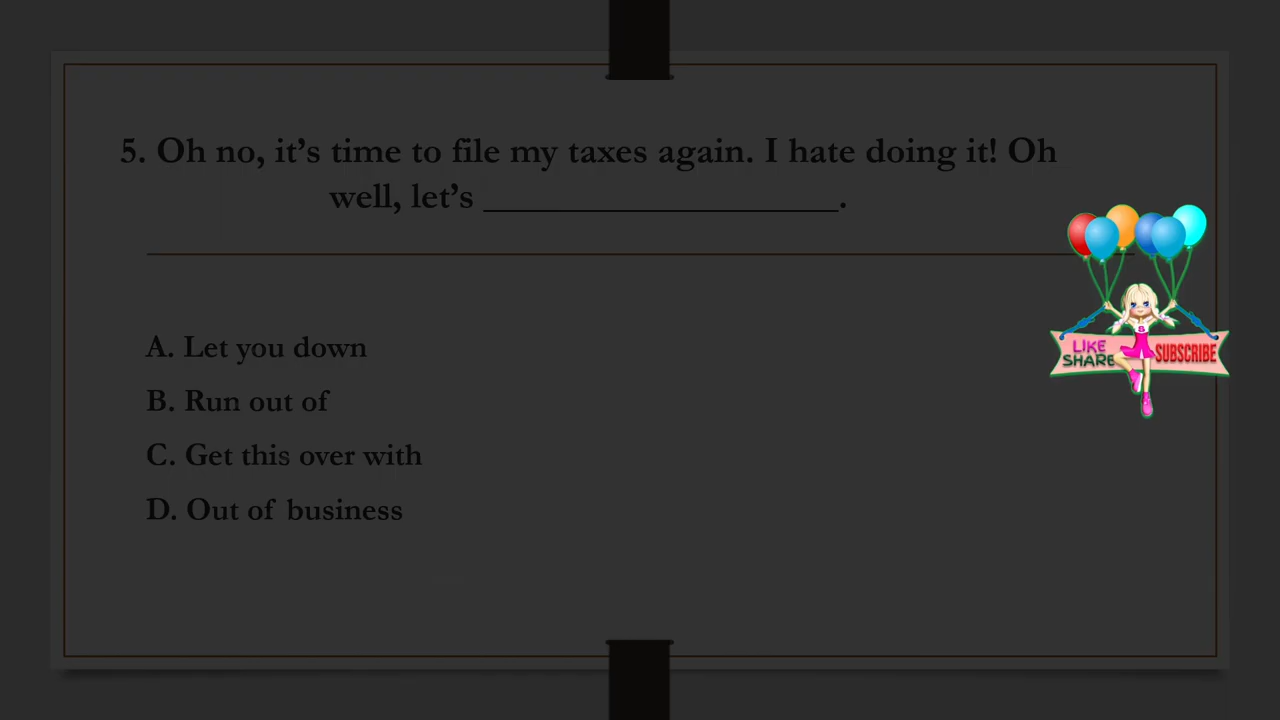 5. Oh no, it’s time to file my taxes again. I hate doing it! Oh
well, let’s ____________________.
A. Let you down
B. Run out of
C. Get this over with
D. Out of business
LIKE
SHARE
SUBSCRIBE